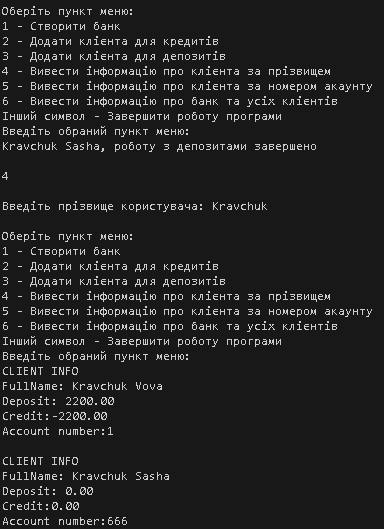 Оберіть пункт меню:
1 - Створити банк
2 - Додати клієнта для кредитів
3 - Додати клієнта для депозитів
4 - Вивести інформацію про клієнта за прізвищем
5 - Вивести інформацію про клієнта за номером акаунту
6 - Вивести інформацію про банк та усіх клієнтів
Інший символ - Завершити роботу програми
Введіть обраний пункт меню:
Kravchuk Sasha, роботу з депозитами завершено
4
Введіть прізвище користувача: Kravchuk
Оберіть пункт меню:
1 - Створити банк
2 - Додати клієнта для кредитів
3 - Додати клієнта для депозитів
4 - Вивести інформацію про клієнта за прізвищем
5 - Вивести інформацію про клієнта за номером акаунту
6 - Вивести інформацію про банк та усіх клієнтів
Інший символ - Завершити роботу програми
Введіть обраний пункт меню:
CLIENT INFO
FullName: Kravchuk Vova
Deposit: 2200.00
Credit:-2200.00
Account number:1
CLIENT INFO
FullName: Kravchuk Sasha
Deposit: 0.00
Credit:0.00
Account number:666